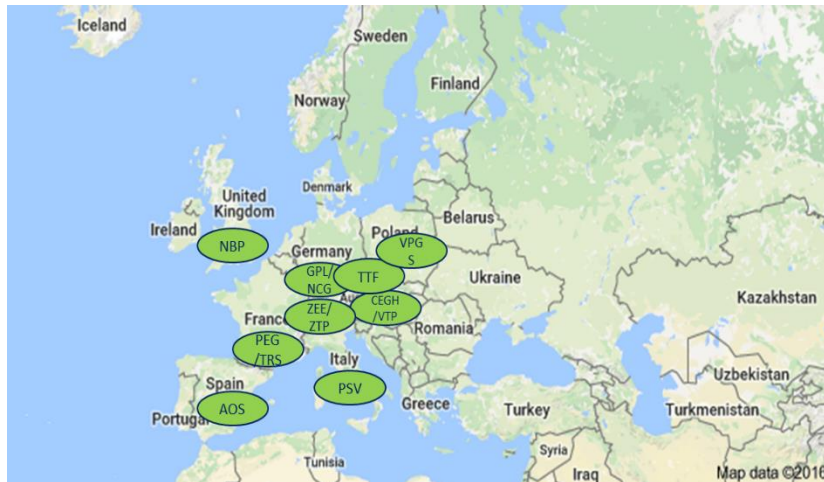 Iceland
Sweden
Finland
Norway
Denmark
United
Kingdom
Ireland
NBP
Belarus
Poland
VPG
S
Germany
GPL/
NCG
TTF
Ukraine
Kazakhstan
CEGH
/VTP
ZEE/
ZTP
France
Romania
PEG
/TRS
Italy
Spain
Portugal
AOS
PSV
Greece
Turkey
Uzbekistan
Turkmenistan
Syria
Iraq
Tunisia
Map data ©2016